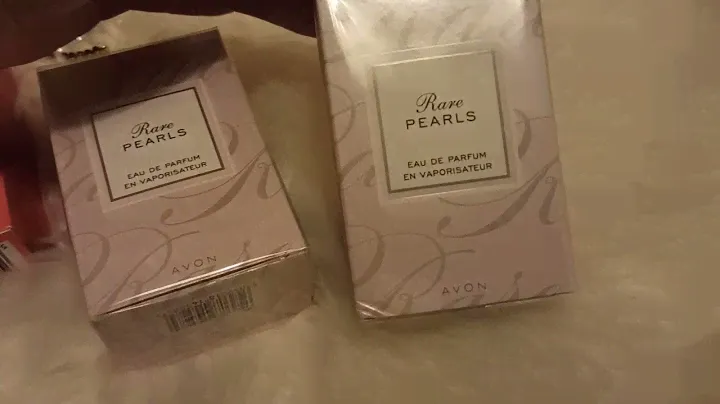 Rare
PEARLS
EAU DE PARFUM
EN VAPORISATEUR
AVON
Rare
PEARLS
EAU DE PARFUM
EN VAPORISATEUR
AVON